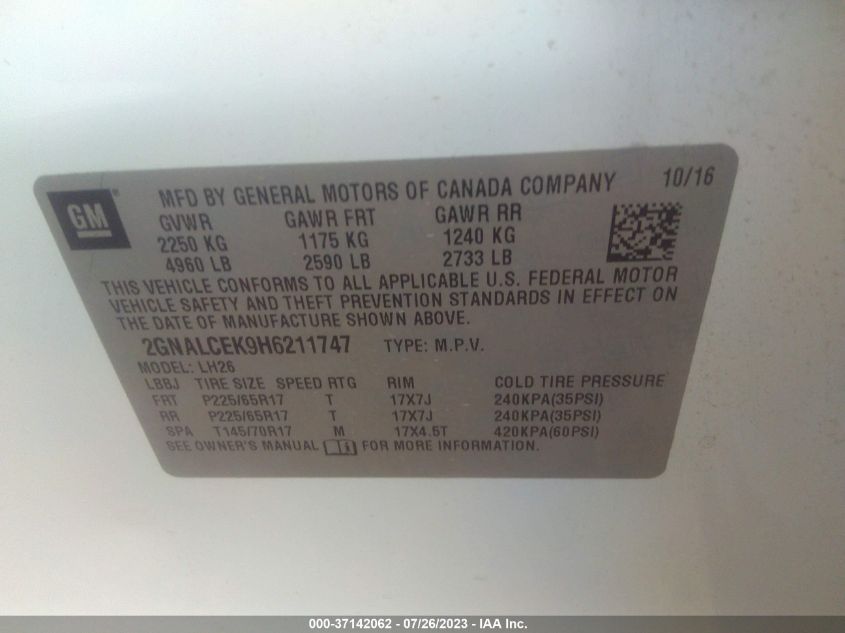 GM ® MFD BY GENERAL MOTORS OF CANADA COMPANY 10/16
GVWR GAWR FRT GAWR RR
2250 KG 1175 KG 1240 KG
4960 LB 2590 LB 2733 LB
THIS VEHICLE CONFORMS TO ALL APPLICABLE U.S. FEDERAL MOTOR
VEHICLE SAFETY AND THEFT PREVENTION STANDARDS IN EFFECT ON
THE DATE OF MANUFACTURE SHOWN ABOVE.
2GNALCEK9H6211747 TYPE: M.P.V.
MODEL: LH26
LBBJ TIRE SIZE SPEED RTG RIM COLD TIRE PRESSURE
FRT P225/65R17 T 17X7J 240KPA(35PSI)
RR P225/65R17 T 17X7J 240KPA(35PSI)
SPA T145/70R17 M 17X4.5T 420KPA(60PSI)
SEE OWNER'S MANUAL FOR MORE INFORMATION.
000-37142062 - 07/26/2023 - IAA Inc.